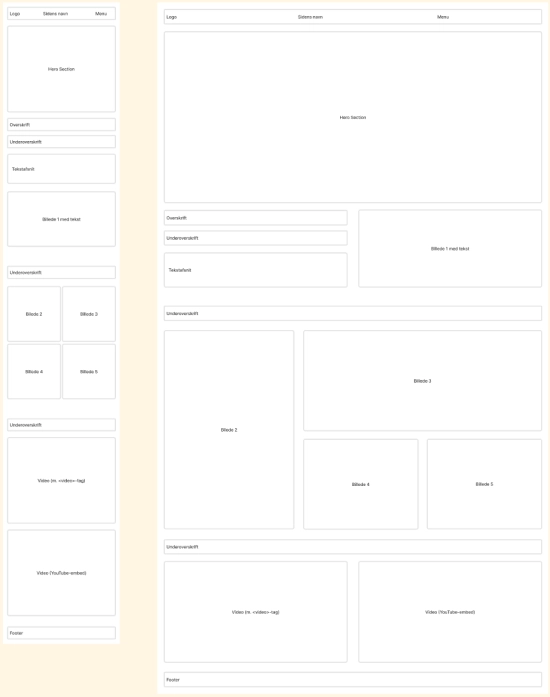 Logo
Sidens navn
Menu
Hero Section
Overskrift
Underoverskrift
Tekstafsnit
Billede 1 med tekst
Underoverskrift
Billede 2
Billede 3
Billede 4
Billede 5
Underoverskrift
Video (m. <video>-tag)
Video (YouTube-embed)
Footer
Logo
Sidens navn
Menu
Hero Section
Overskrift
Underoverskrift
Tekstafsnit
Billede 1 med tekst
Underoverskrift
Billede 2
Billede 3
Billede 4
Billede 5
Underoverskrift
Video (m. <video>-tag)
Video (YouTube-embed)
Footer